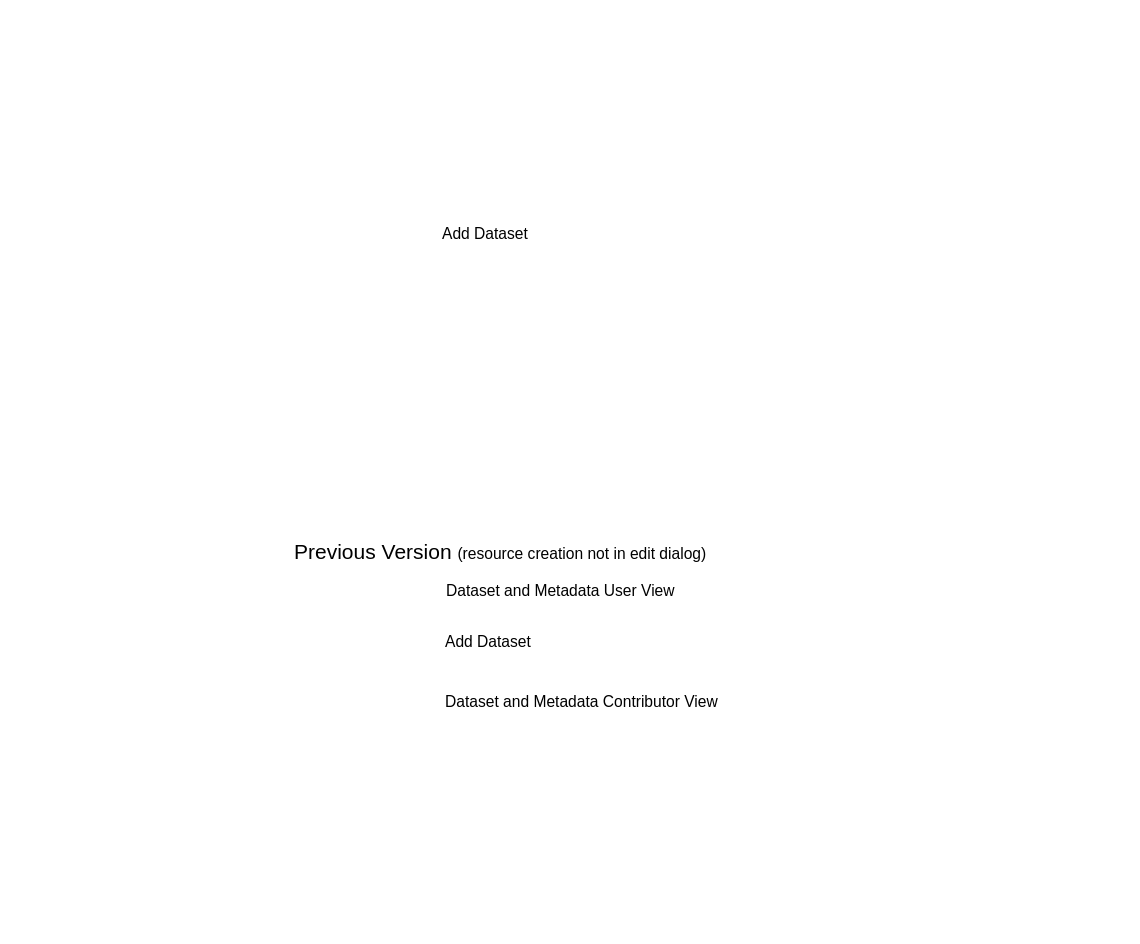 Add Dataset
Previous Version (resource creation not in edit dialog)
Dataset and Metadata User View
Add Dataset
Dataset and Metadata Contributor View